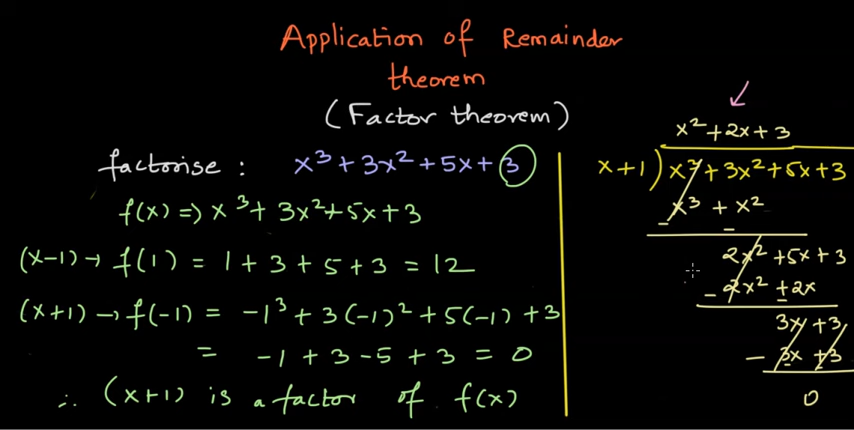 Application of Remainder
theorem
(Factor theorem)
factorise : x³ + 3x² + 5x + 3
f(x) => x³ + 3x² + 5x + 3
(x-1) → f(1) = 1 + 3 + 5 + 3 = 12
(x+1) → f(-1) = -1³ + 3(-1)² + 5(-1) + 3
= -1 + 3 - 5 + 3 = 0
∴ (x+1) is a factor of f(x)
x² + 2x + 3
x + 1 ) x³ + 3x² + 5x + 3
x³ + x²
- -
2x² + 5x + 3
- 2x² + 2x
-
3x + 3
- 3x + 3
- -
0